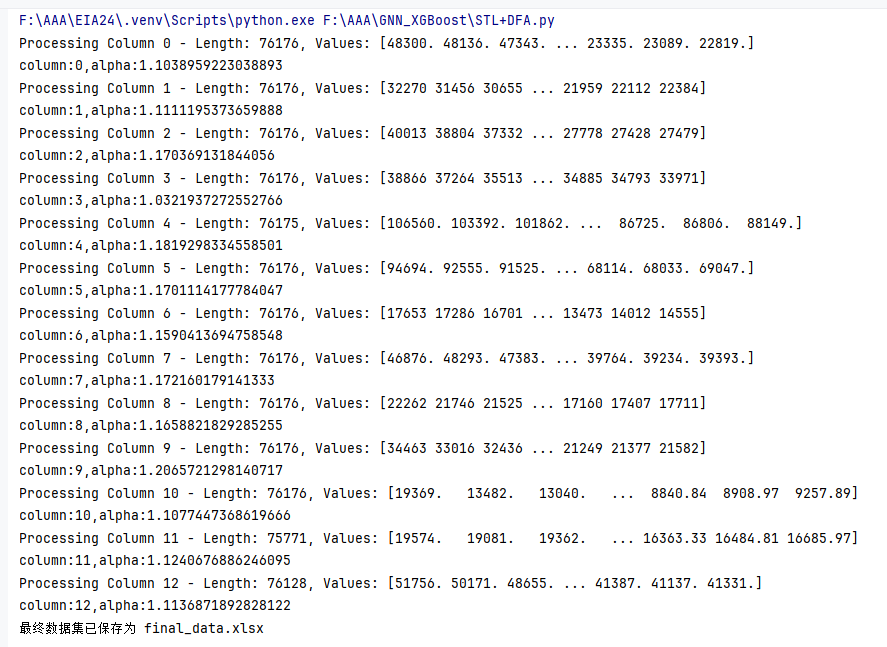 F:\AAA\EIA24\.venv\Scripts\python.exe F:\AAA\GNN_XGBoost\STL+DFA.py
Processing Column 0 - Length: 76176, Values: [48300. 48136. 47343. ... 23335. 23089. 22819.]
column:0,alpha:1.1038959223038893
Processing Column 1 - Length: 76176, Values: [32270 31456 30655 ... 21959 22112 22384]
column:1,alpha:1.1111195373659888
Processing Column 2 - Length: 76176, Values: [40013 38804 37332 ... 27778 27428 27479]
column:2,alpha:1.170369131844056
Processing Column 3 - Length: 76176, Values: [38866 37264 35513 ... 34885 34793 33971]
column:3,alpha:1.0321937272552766
Processing Column 4 - Length: 76175, Values: [106560. 103392. 101862. ...  86725.  86806.  88149.]
column:4,alpha:1.1819298334558501
Processing Column 5 - Length: 76176, Values: [94694. 92555. 91525. ... 68114. 68033. 69047.]
column:5,alpha:1.1701114177784047
Processing Column 6 - Length: 76176, Values: [17653 17286 16701 ... 13473 14012 14555]
column:6,alpha:1.1590413694758548
Processing Column 7 - Length: 76176, Values: [46876. 48293. 47383. ... 39764. 39234. 39393.]
column:7,alpha:1.172160179141333
Processing Column 8 - Length: 76176, Values: [22262 21746 21525 ... 17160 17407 17711]
column:8,alpha:1.1658821829285255
Processing Column 9 - Length: 76176, Values: [34463 33016 32436 ... 21249 21377 21582]
column:9,alpha:1.2065721298140717
Processing Column 10 - Length: 76176, Values: [19369.   13482.   13040.   ...  8840.84  8908.97  9257.89]
column:10,alpha:1.1077447368619666
Processing Column 11 - Length: 75771, Values: [19574.   19081.   19362.   ... 16363.33 16484.81 16685.97]
column:11,alpha:1.1240676886246095
Processing Column 12 - Length: 76128, Values: [51756. 50171. 48655. ... 41387. 41137. 41331.]
column:12,alpha:1.1136871892828122
最终数据集已保存为 final_data.xlsx